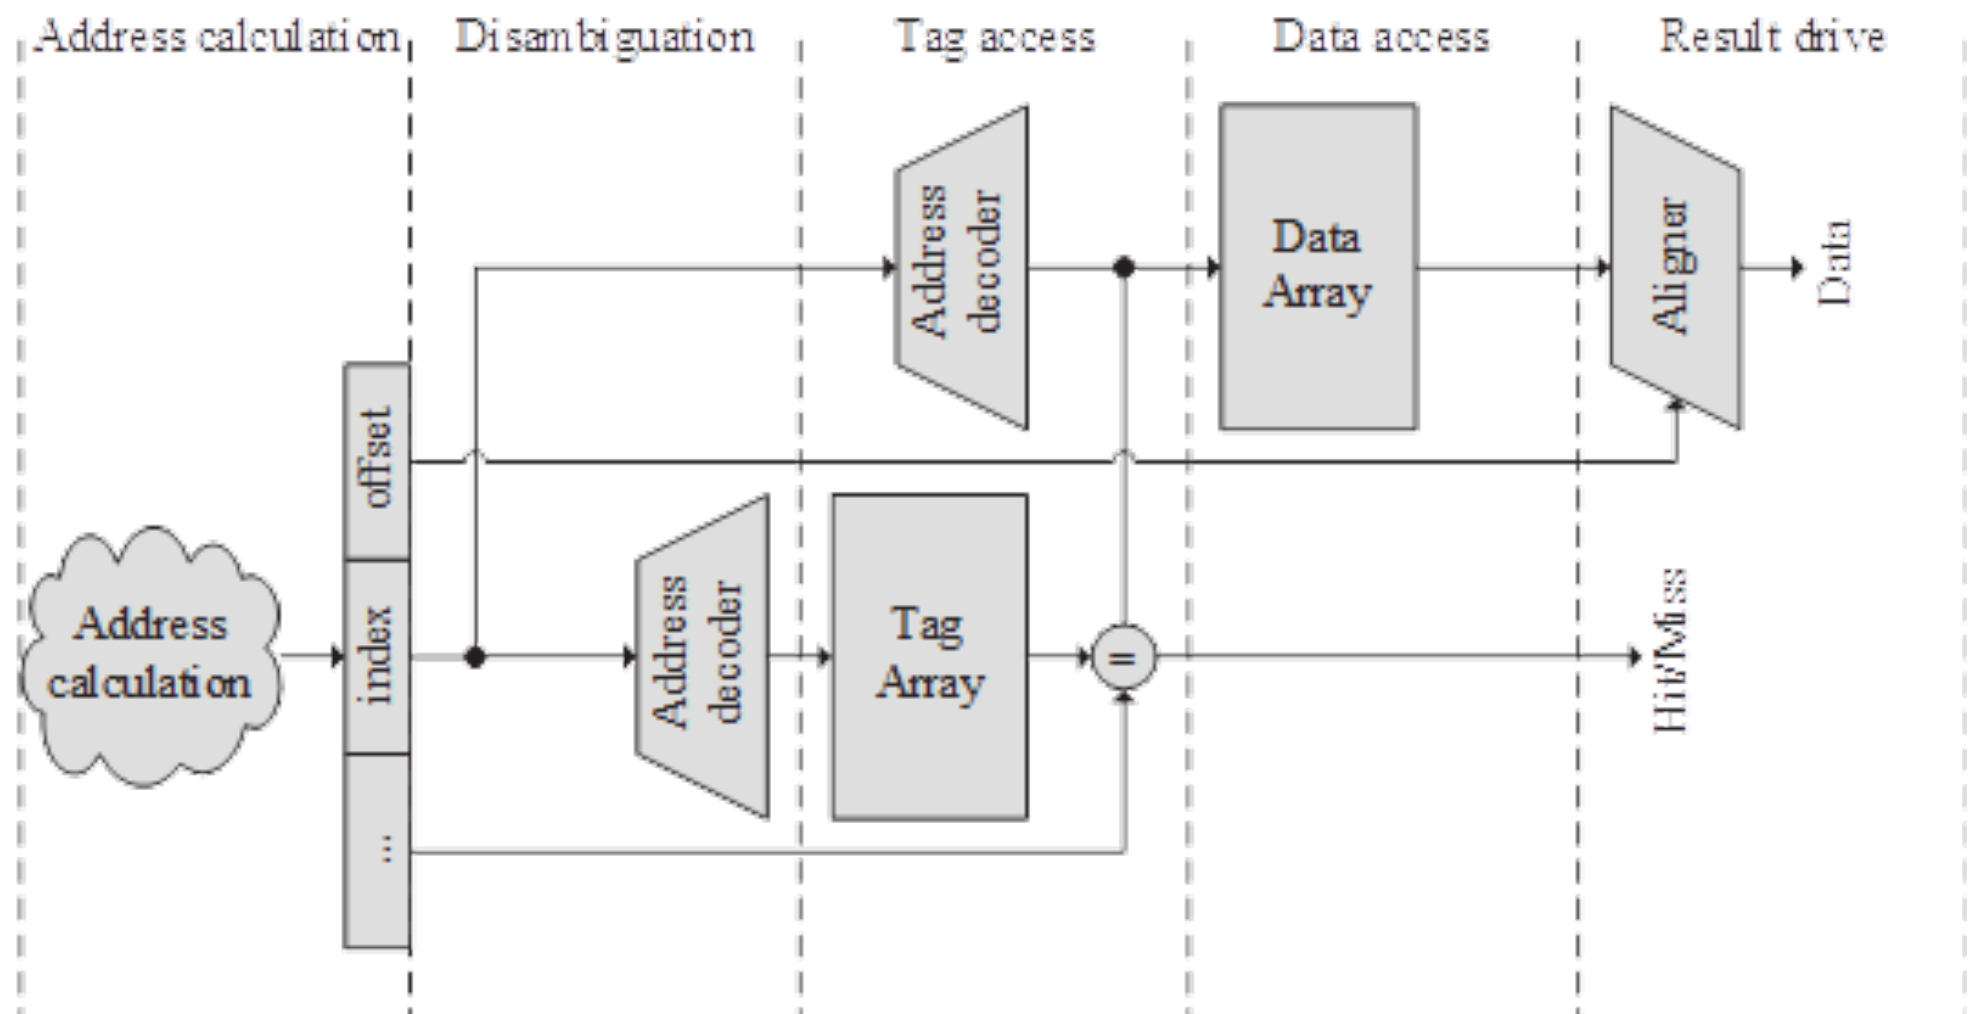 Address calculation
Disambiguation
Tag access
Data access
Result drive
Address
decoder
Data
Array
Aligner
Data
offset
index
...
Address
calculation
Address
decoder
Tag
Array
=
Hit/Miss